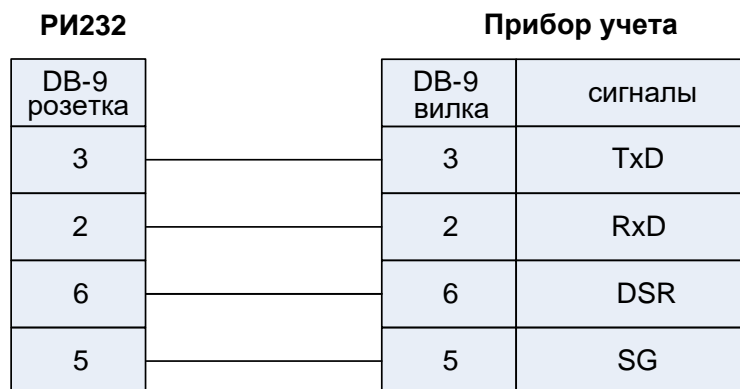 РИ232
Прибор учета
DB-9
розетка
DB-9
вилка
сигналы
3
3
TxD
2
2
RxD
6
6
DSR
5
5
SG